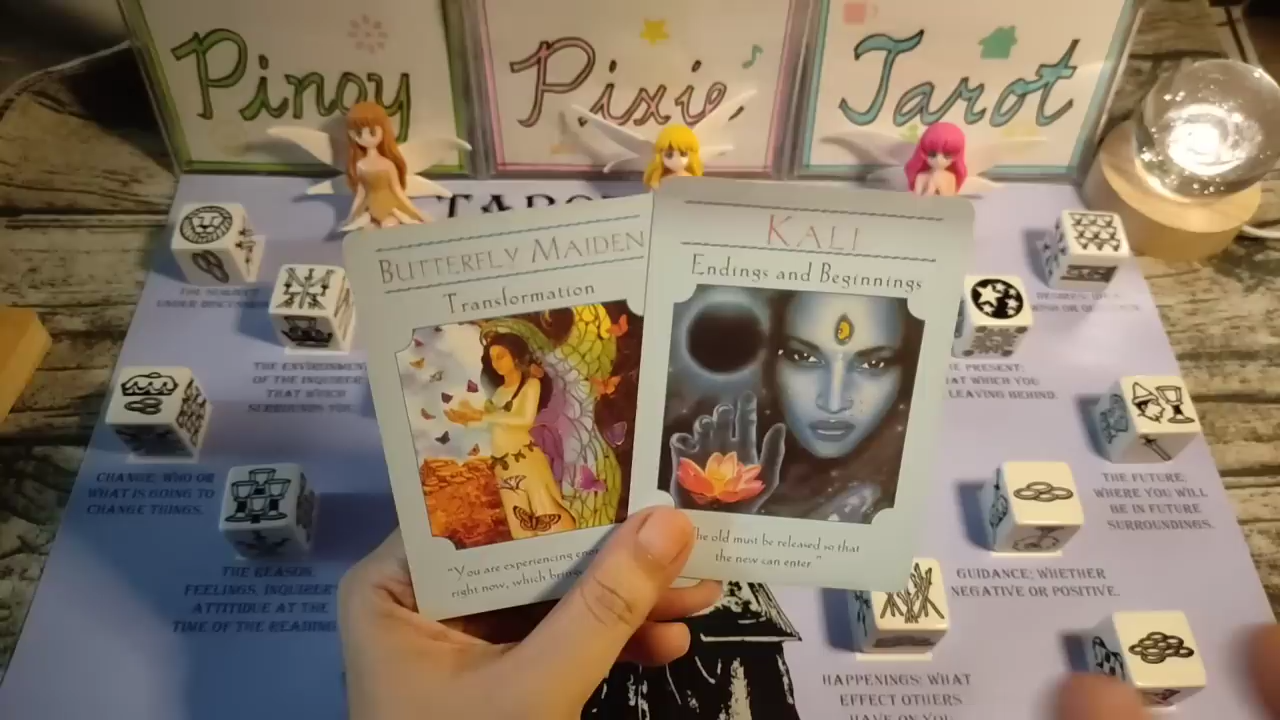 Pinoy
Pixie
Tarot
TAROT
BUTTERFLY MAIDEN
Transformation
"You are experiencing
right now, which
KALI
Endings and Beginnings
he old must be released so that
the new can enter."
THE SUBJECT
UNDER
THE ENVIRONMENT
OF THE INQUIRER
THAT WHICH
SURROUNDS YOU.
CHANGE: WHO OR
WHAT IS GOING TO
CHANGE THINGS.
THE REASON,
FEELINGS, INQUIRER'
ATTITUDE AT THE
TIME OF THE READING
PRESENT:
THAT WHICH YOU
LEAVING BEHIND.
THE FUTURE:
WHERE YOU WILL
BE IN FUTURE
SURROUNDINGS.
GUIDANCE: WHETHER
NEGATIVE OR POSITIVE.
HAPPENINGS: WHAT
EFFECT OTHERS
HAVE ON YOU